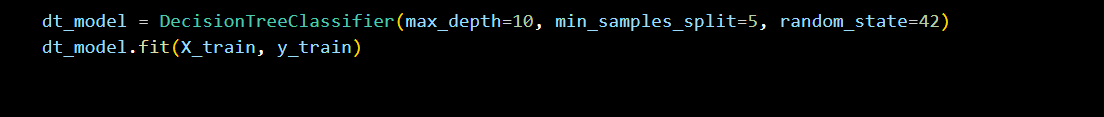 dt_model = DecisionTreeClassifier(max_depth=10, min_samples_split=5, random_state=42)
dt_model.fit(X_train, y_train)